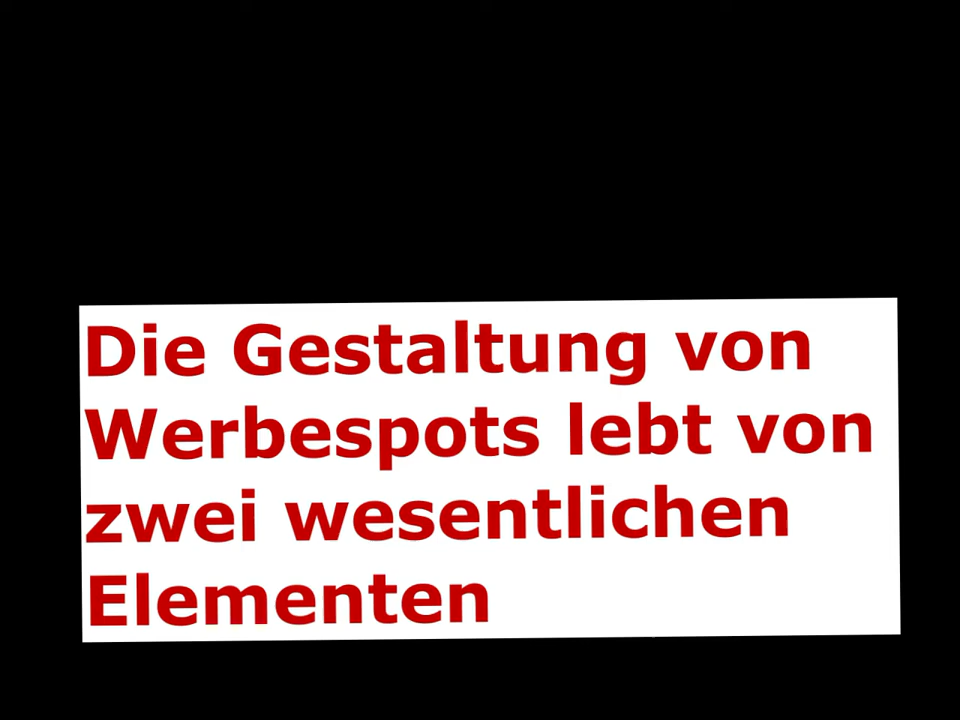 Die Gestaltung von
Werbespots lebt von
zwei wesentlichen
Elementen